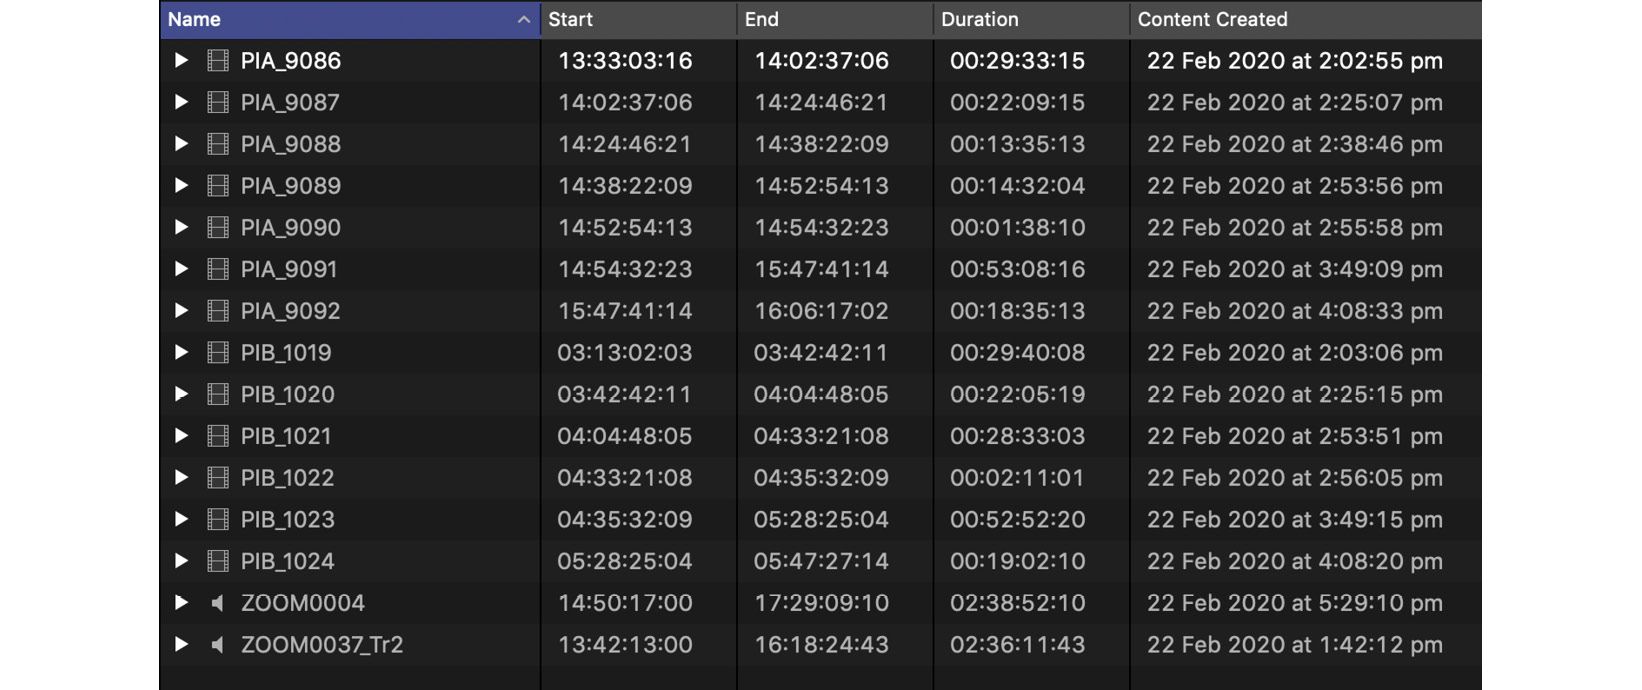 Name Start End Duration Content Created
PIA_9086 13:33:03:16 14:02:37:06 00:29:33:15 22 Feb 2020 at 2:02:55 pm
PIA_9087 14:02:37:06 14:24:46:21 00:22:09:15 22 Feb 2020 at 2:25:07 pm
PIA_9088 14:24:46:21 14:38:22:09 00:13:35:13 22 Feb 2020 at 2:38:46 pm
PIA_9089 14:38:22:09 14:52:54:13 00:14:32:04 22 Feb 2020 at 2:53:56 pm
PIA_9090 14:52:54:13 14:54:32:23 00:01:38:10 22 Feb 2020 at 2:55:58 pm
PIA_9091 14:54:32:23 15:47:41:14 00:53:08:16 22 Feb 2020 at 3:49:09 pm
PIA_9092 15:47:41:14 16:06:17:02 00:18:35:13 22 Feb 2020 at 4:08:33 pm
PIB_1019 03:13:02:03 03:42:42:11 00:29:40:08 22 Feb 2020 at 2:03:06 pm
PIB_1020 03:42:42:11 04:04:48:05 00:22:05:19 22 Feb 2020 at 2:25:15 pm
PIB_1021 04:04:48:05 04:33:21:08 00:28:33:03 22 Feb 2020 at 2:53:51 pm
PIB_1022 04:33:21:08 04:35:32:09 00:02:11:01 22 Feb 2020 at 2:56:05 pm
PIB_1023 04:35:32:09 05:28:25:04 00:52:52:20 22 Feb 2020 at 3:49:15 pm
PIB_1024 05:28:25:04 05:47:27:14 00:19:02:10 22 Feb 2020 at 4:08:20 pm
ZOOM0004 14:50:17:00 17:29:09:10 02:38:52:10 22 Feb 2020 at 5:29:10 pm
ZOOM0037_Tr2 13:42:13:00 16:18:24:43 02:36:11:43 22 Feb 2020 at 1:42:12 pm